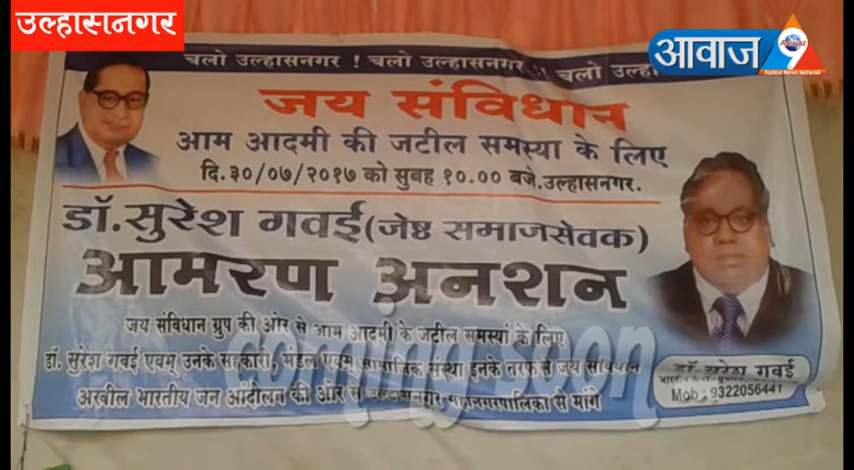 उल्हासनगर
आवाज 9
चलो उल्हासनगर ! चलो उल्हासनगर !! चलो उल्हा
जय संविधान
आम आदमी की जटील समस्या के लिए
दि.३०/०७/२०१७ को सुबह १०.०० बजे.उल्हासनगर.
डॉ.सुरेश गवई(जेष्ठ समाजसेवक)
आमरण अनशन
जय संविधान ग्रुप की ओर से आम आदमी के जटील समस्यों के लिए
डॉ. सुरेश गवई एवम् उनके सहकारी, मंडल एवम् सामाजिक संस्था इनके तरफसे जय संविधान
अखील भारतीय जन आंदोलन की ओर से उल्हासनगर महानगरपालिका से मांगे
coming soon
डॉ. सुरेश गवई
Mob : 9322056441